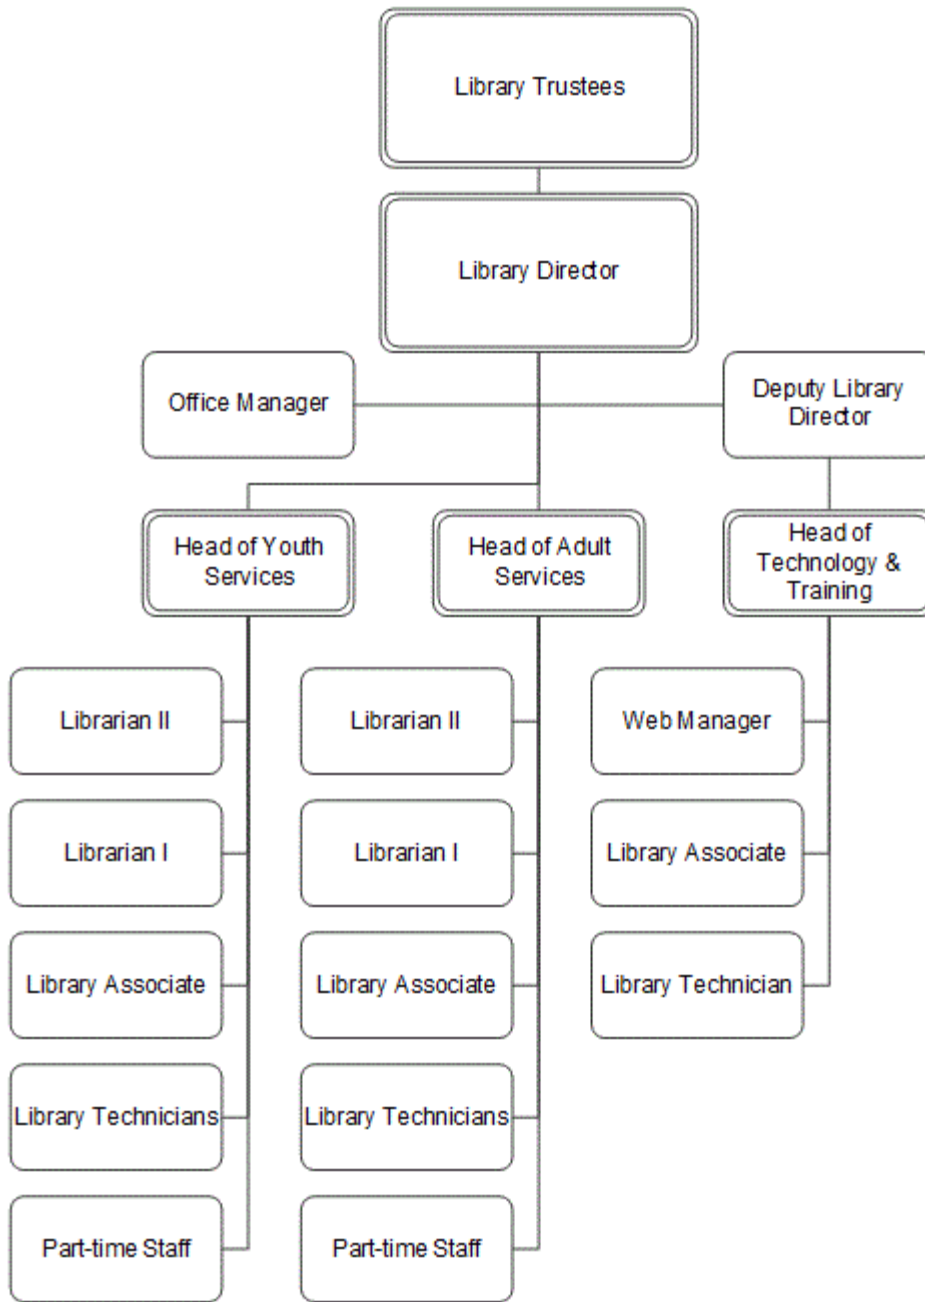 Library Trustees
Library Director
Office Manager
Deputy Library
Director
Head of Youth
Services
Head of Adult
Services
Head of
Technology &
Training
Librarian II
Librarian II
Web Manager
Librarian I
Librarian I
Library Associate
Library Associate
Library Associate
Library Technician
Library Technicians
Library Technicians
Part-time Staff
Part-time Staff